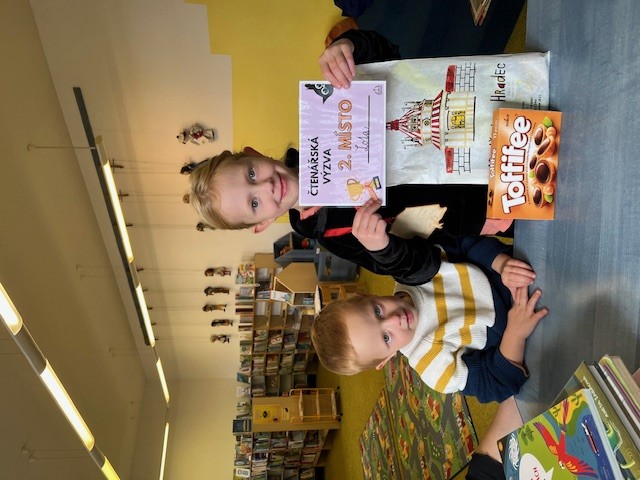 ČTENÁŘSKÁ
VÝZVA
2. MÍSTO
HRADEC
Toffifee